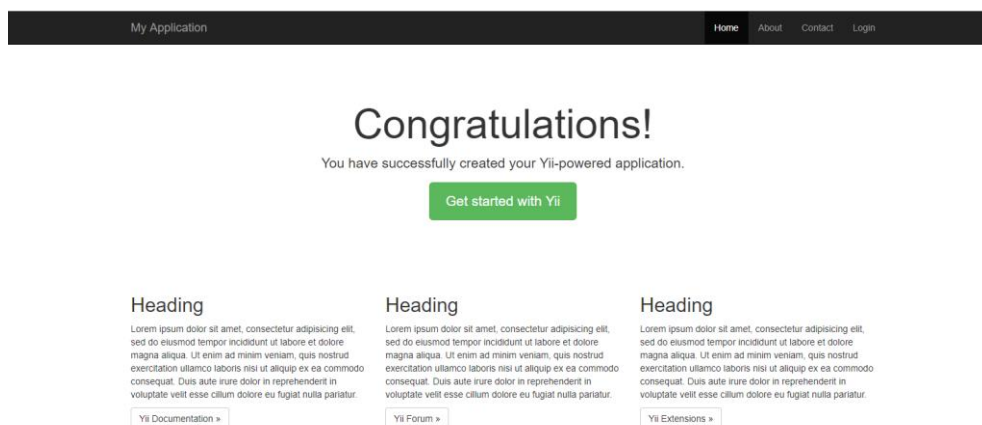 My Application
Home About Contact Login
Congratulations!
You have successfully created your Yii-powered application.
Get started with Yii
Heading
Lorem ipsum dolor sit amet, consectetur adipisicing elit,
sed do eiusmod tempor incididunt ut labore et dolore
magna aliqua. Ut enim ad minim veniam, quis nostrud
exercitation ullamco laboris nisi ut aliquip ex ea commodo
consequat. Duis aute irure dolor in reprehenderit in
voluptate velit esse cillum dolore eu fugiat nulla pariatur.
Yii Documentation »
Heading
Lorem ipsum dolor sit amet, consectetur adipisicing elit,
sed do eiusmod tempor incididunt ut labore et dolore
magna aliqua. Ut enim ad minim veniam, quis nostrud
exercitation ullamco laboris nisi ut aliquip ex ea commodo
consequat. Duis aute irure dolor in reprehenderit in
voluptate velit esse cillum dolore eu fugiat nulla pariatur.
Yii Forum »
Heading
Lorem ipsum dolor sit amet, consectetur adipisicing elit,
sed do eiusmod tempor incididunt ut labore et dolore
magna aliqua. Ut enim ad minim veniam, quis nostrud
exercitation ullamco laboris nisi ut aliquip ex ea commodo
consequat. Duis aute irure dolor in reprehenderit in
voluptate velit esse cillum dolore eu fugiat nulla pariatur.
Yii Extensions »